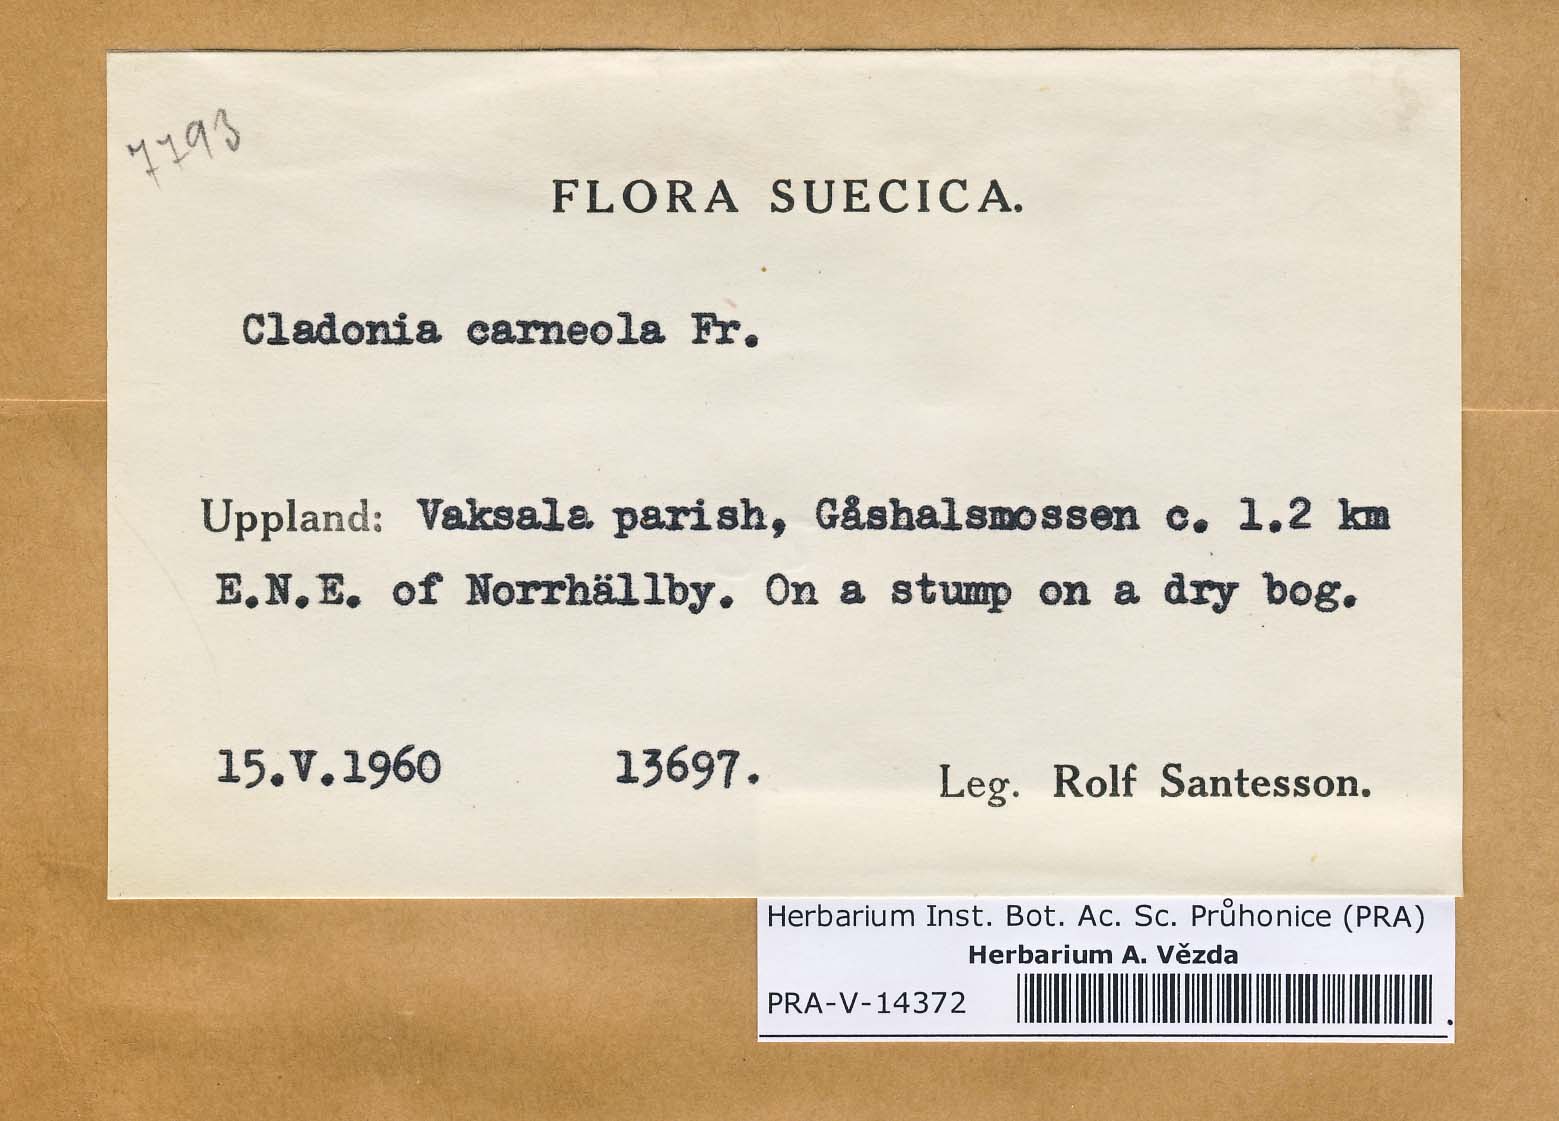 7793
FLORA SUECICA.
Cladonia carneola Fr.
Uppland: Vaksala parish, Gåshalsmossen c. 1.2 km
E.N.E. of Norrhällby. On a stump on a dry bog.
15.V.1960 13697. Leg. Rolf Santesson.
Herbarium Inst. Bot. Ac. Sc. Průhonice (PRA)
Herbarium A. Vězda
PRA-V-14372